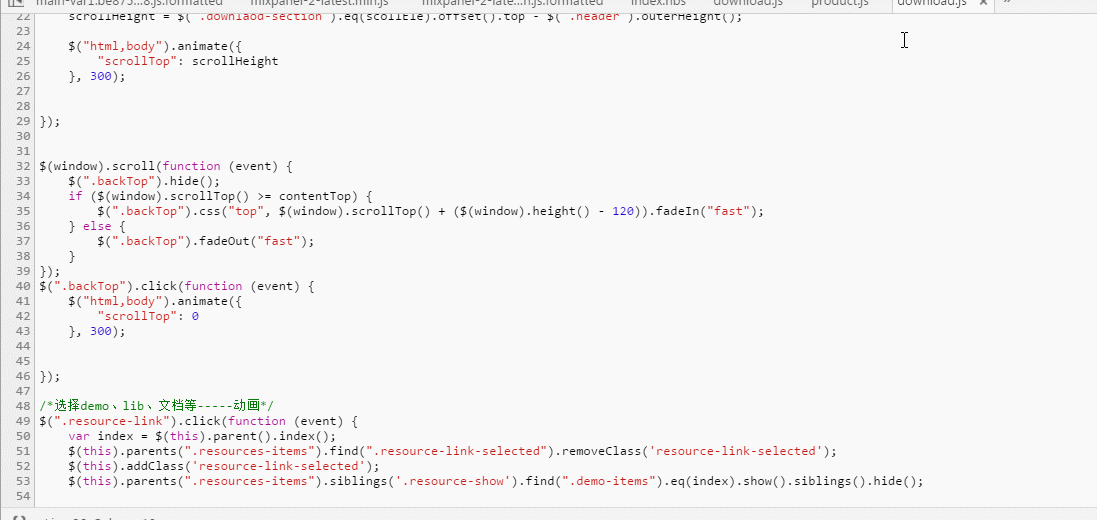 main-var1.be875...8.js.formatted mixpanel-2-latest.min.js mixpanel-2-late...n.js.formatted index.hbs download.js product.js download.js × »
22 scrollHeight = $(".downlaod-section").eq(scollEle).offset().top - $(".header").outerHeight();
23
24 $("html,body").animate({
25 "scrollTop": scrollHeight
26 }, 300);
27
28
29 });
30
31
32 $(window).scroll(function (event) {
33 $(".backTop").hide();
34 if ($(window).scrollTop() >= contentTop) {
35 $(".backTop").css("top", $(window).scrollTop() + ($(window).height() - 120)).fadeIn("fast");
36 } else {
37 $(".backTop").fadeOut("fast");
38 }
39 });
40 $(".backTop").click(function (event) {
41 $("html,body").animate({
42 "scrollTop": 0
43 }, 300);
44
45
46 });
47
48 /*选择demo、lib、文档等-----动画*/
49 $(".resource-link").click(function (event) {
50 var index = $(this).parent().index();
51 $(this).parents(".resources-items").find(".resource-link-selected").removeClass('resource-link-selected');
52 $(this).addClass('resource-link-selected');
53 $(this).parents(".resources-items").siblings('.resource-show').find(".demo-items").eq(index).show().siblings().hide();
54